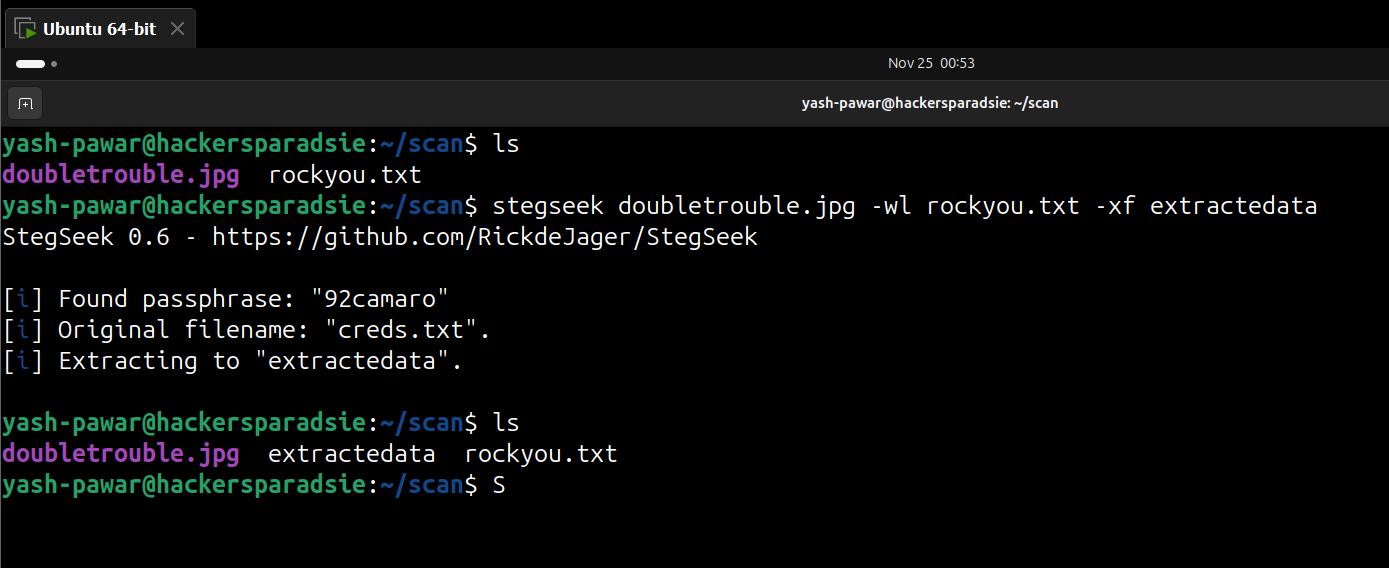 Ubuntu 64-bit
Nov 25 00:53
yash-pawar@hackersparadsie: ~/scan
yash-pawar@hackersparadsie:~/scan$ ls
doubletrouble.jpg rockyou.txt
yash-pawar@hackersparadsie:~/scan$ stegseek doubletrouble.jpg -wl rockyou.txt -xf extractedata
StegSeek 0.6 - https://github.com/RickdeJager/StegSeek
[i] Found passphrase: "92camaro"
[i] Original filename: "creds.txt".
[i] Extracting to "extractedata".
yash-pawar@hackersparadsie:~/scan$ ls
doubletrouble.jpg extractedata rockyou.txt
yash-pawar@hackersparadsie:~/scan$ S